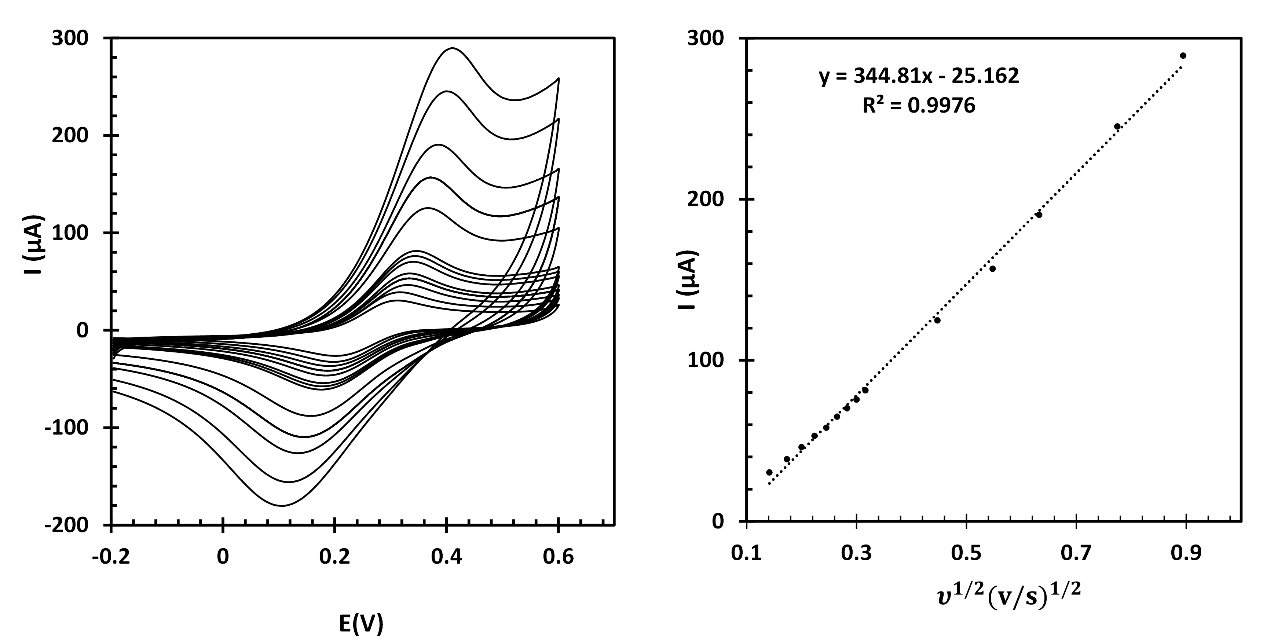 300
200
100
0
-100
-200
I (µA)
-0.2 0 0.2 0.4 0.6
E(V)
y = 344.81x - 25.162
R² = 0.9976
300
200
100
0
I (µA)
0.1 0.3 0.5 0.7 0.9
υ^1/2 (v/s)^1/2